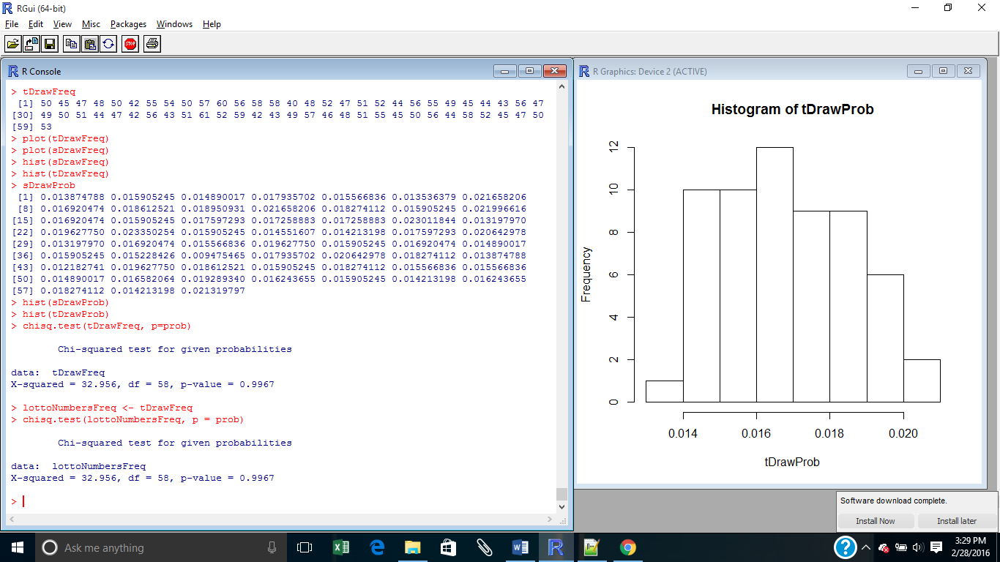 RGui (64-bit)
File Edit View Misc Packages Windows Help
STOP
R Console
> tDrawFreq
[1] 50 45 47 48 50 42 55 54 50 57 60 56 58 58 40 48 52 47 51 52 44 56 55 49 45 44 43 56 47
[30] 49 50 51 44 47 42 56 43 51 61 52 59 42 43 49 57 46 48 51 55 45 50 56 44 58 52 45 47 50
[59] 53
> plot(tDrawFreq)
> plot(sDrawFreq)
> hist(sDrawFreq)
> hist(tDrawFreq)
> sDrawProb
[1] 0.013874788 0.015905245 0.014890017 0.017935702 0.015566836 0.013536379 0.021658206
[8] 0.016920474 0.018612521 0.018950931 0.021658206 0.018274112 0.015905245 0.021996616
[15] 0.016920474 0.015905245 0.017597293 0.017258883 0.017258883 0.023011844 0.013197970
[22] 0.019627750 0.023350254 0.015905245 0.014551607 0.014213198 0.017597293 0.020642978
[29] 0.013197970 0.016920474 0.015566836 0.019627750 0.015905245 0.016920474 0.014890017
[36] 0.015905245 0.015228426 0.009475465 0.017935702 0.020642978 0.018274112 0.013874788
[43] 0.012182741 0.019627750 0.018612521 0.015905245 0.018274112 0.015566836 0.015566836
[50] 0.014890017 0.016582064 0.019289340 0.016243655 0.015905245 0.014213198 0.016243655
[57] 0.018274112 0.014213198 0.021319797
> hist(sDrawProb)
> hist(tDrawProb)
> chisq.test(tDrawFreq, p=prob)
Chi-squared test for given probabilities
data: tDrawFreq
X-squared = 32.956, df = 58, p-value = 0.9967
> lottoNumbersFreq <- tDrawFreq
> chisq.test(lottoNumbersFreq, p = prob)
Chi-squared test for given probabilities
data: lottoNumbersFreq
X-squared = 32.956, df = 58, p-value = 0.9967
>
R Graphics: Device 2 (ACTIVE)
Histogram of tDrawProb
Frequency
12
10
8
6
4
2
0
0.014 0.016 0.018 0.020
tDrawProb
Software download complete.
Install Now Install later
Ask me anything
3:29 PM
2/28/2016